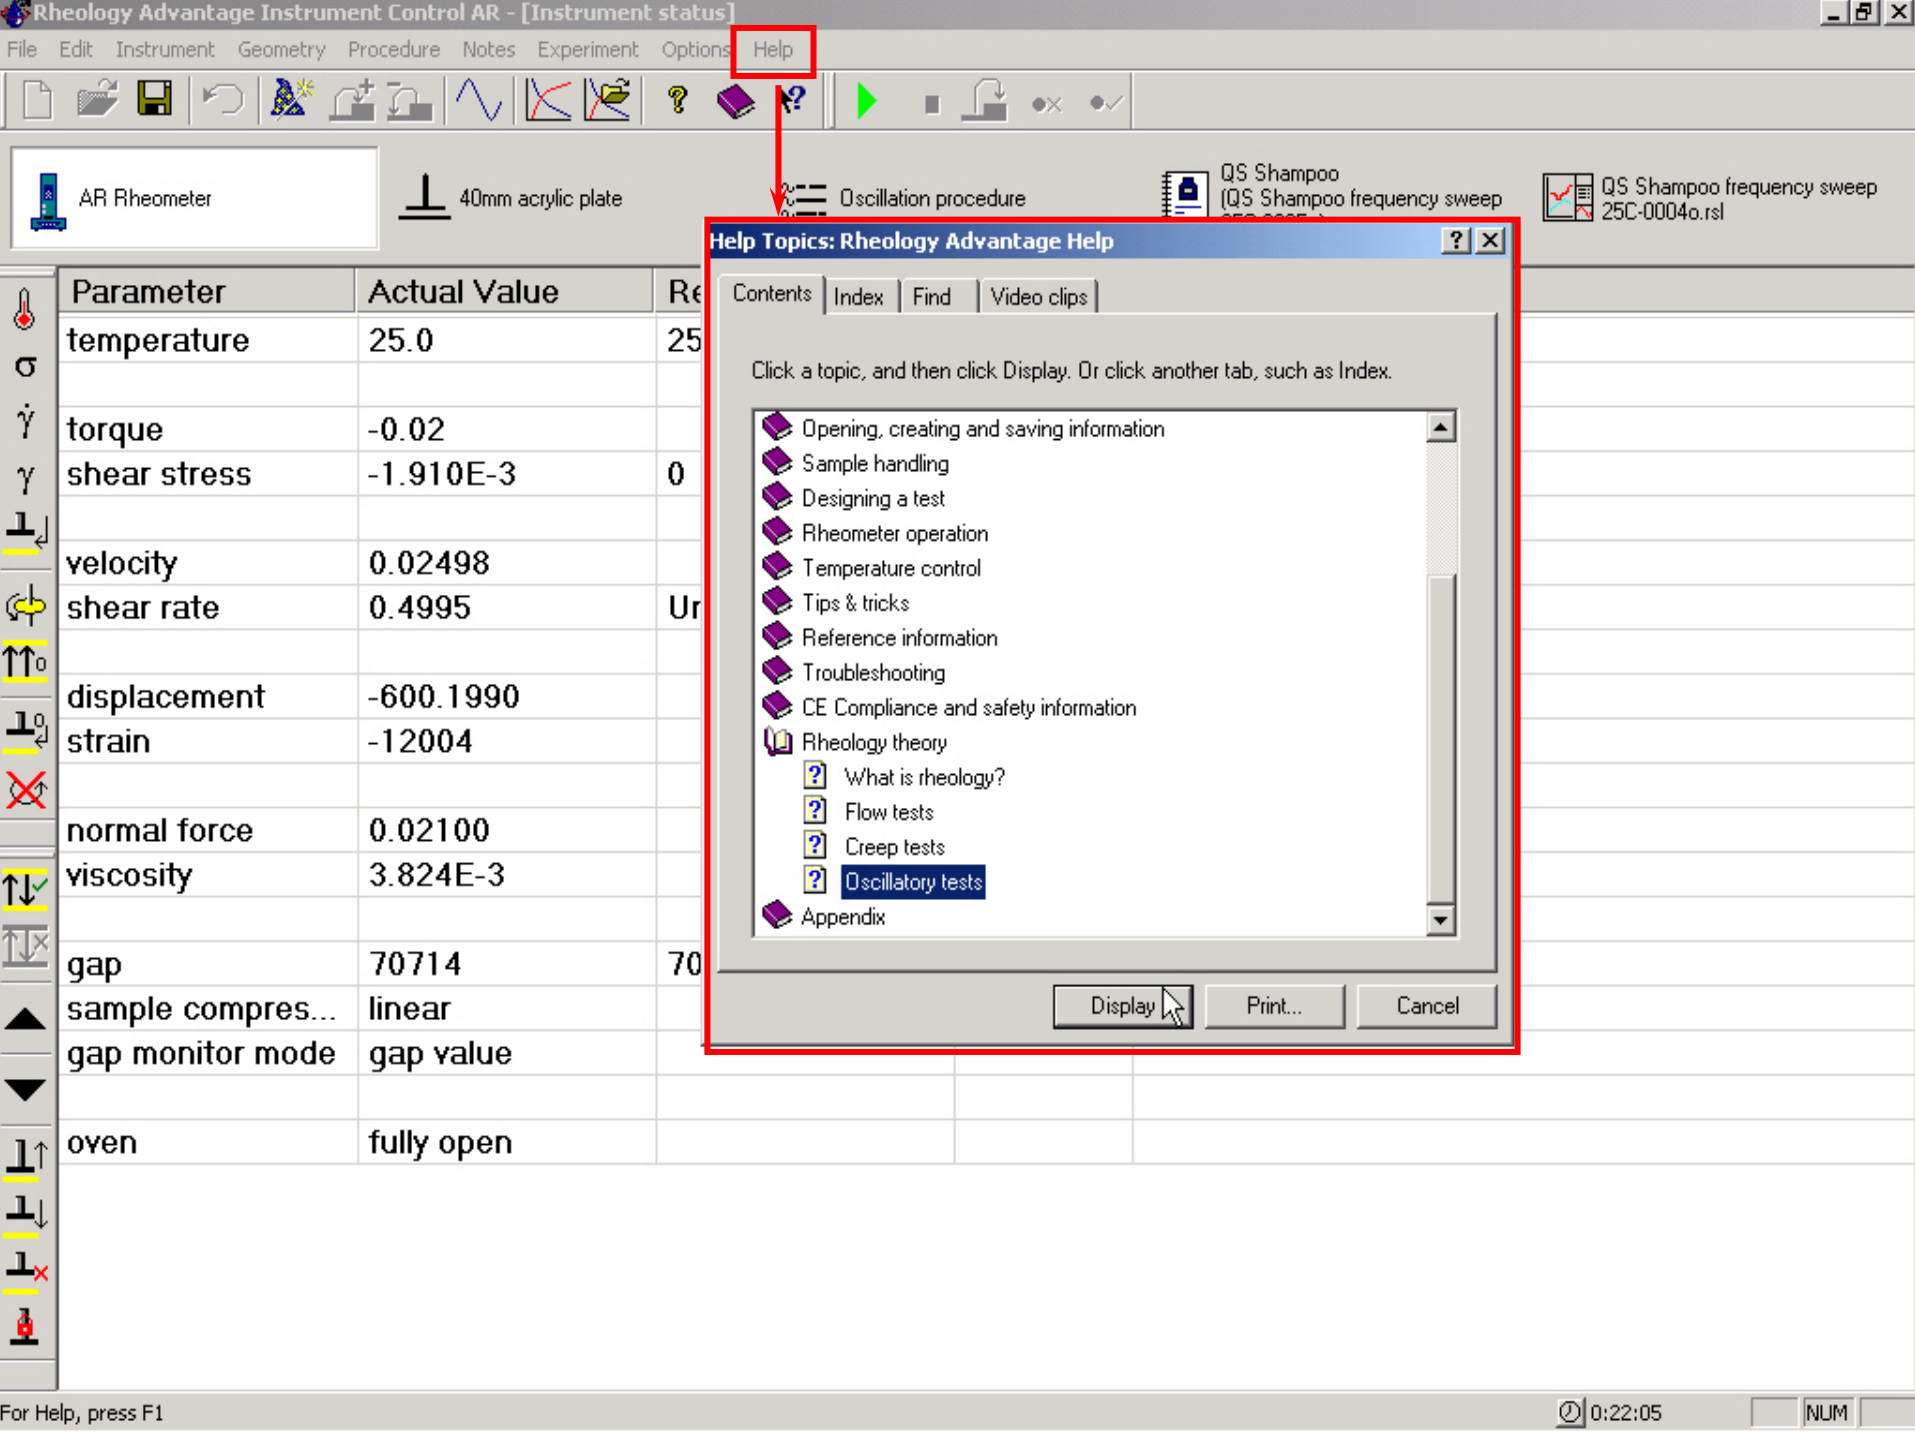 Rheology Advantage Instrument Control AR - [Instrument status]
File Edit Instrument Geometry Procedure Notes Experiment Options Help
AR Rheometer
40mm acrylic plate
Oscillation procedure
QS Shampoo
(QS Shampoo frequency sweep
QS Shampoo frequency sweep
25C-0004o.rsl
Parameter Actual Value Re
temperature 25.0 25
torque -0.02
shear stress -1.910E-3 0
velocity 0.02498
shear rate 0.4995 Ur
displacement -600.1990
strain -12004
normal force 0.02100
viscosity 3.824E-3
gap 70714 70
sample compres... linear
gap monitor mode gap value
oven fully open
σ
γ̇
γ
Help Topics: Rheology Advantage Help
Contents Index Find Video clips
Click a topic, and then click Display. Or click another tab, such as Index.
Opening, creating and saving information
Sample handling
Designing a test
Rheometer operation
Temperature control
Tips & tricks
Reference information
Troubleshooting
CE Compliance and safety information
Rheology theory
What is rheology?
Flow tests
Creep tests
Oscillatory tests
Appendix
Display Print... Cancel
For Help, press F1 0:22:05 NUM